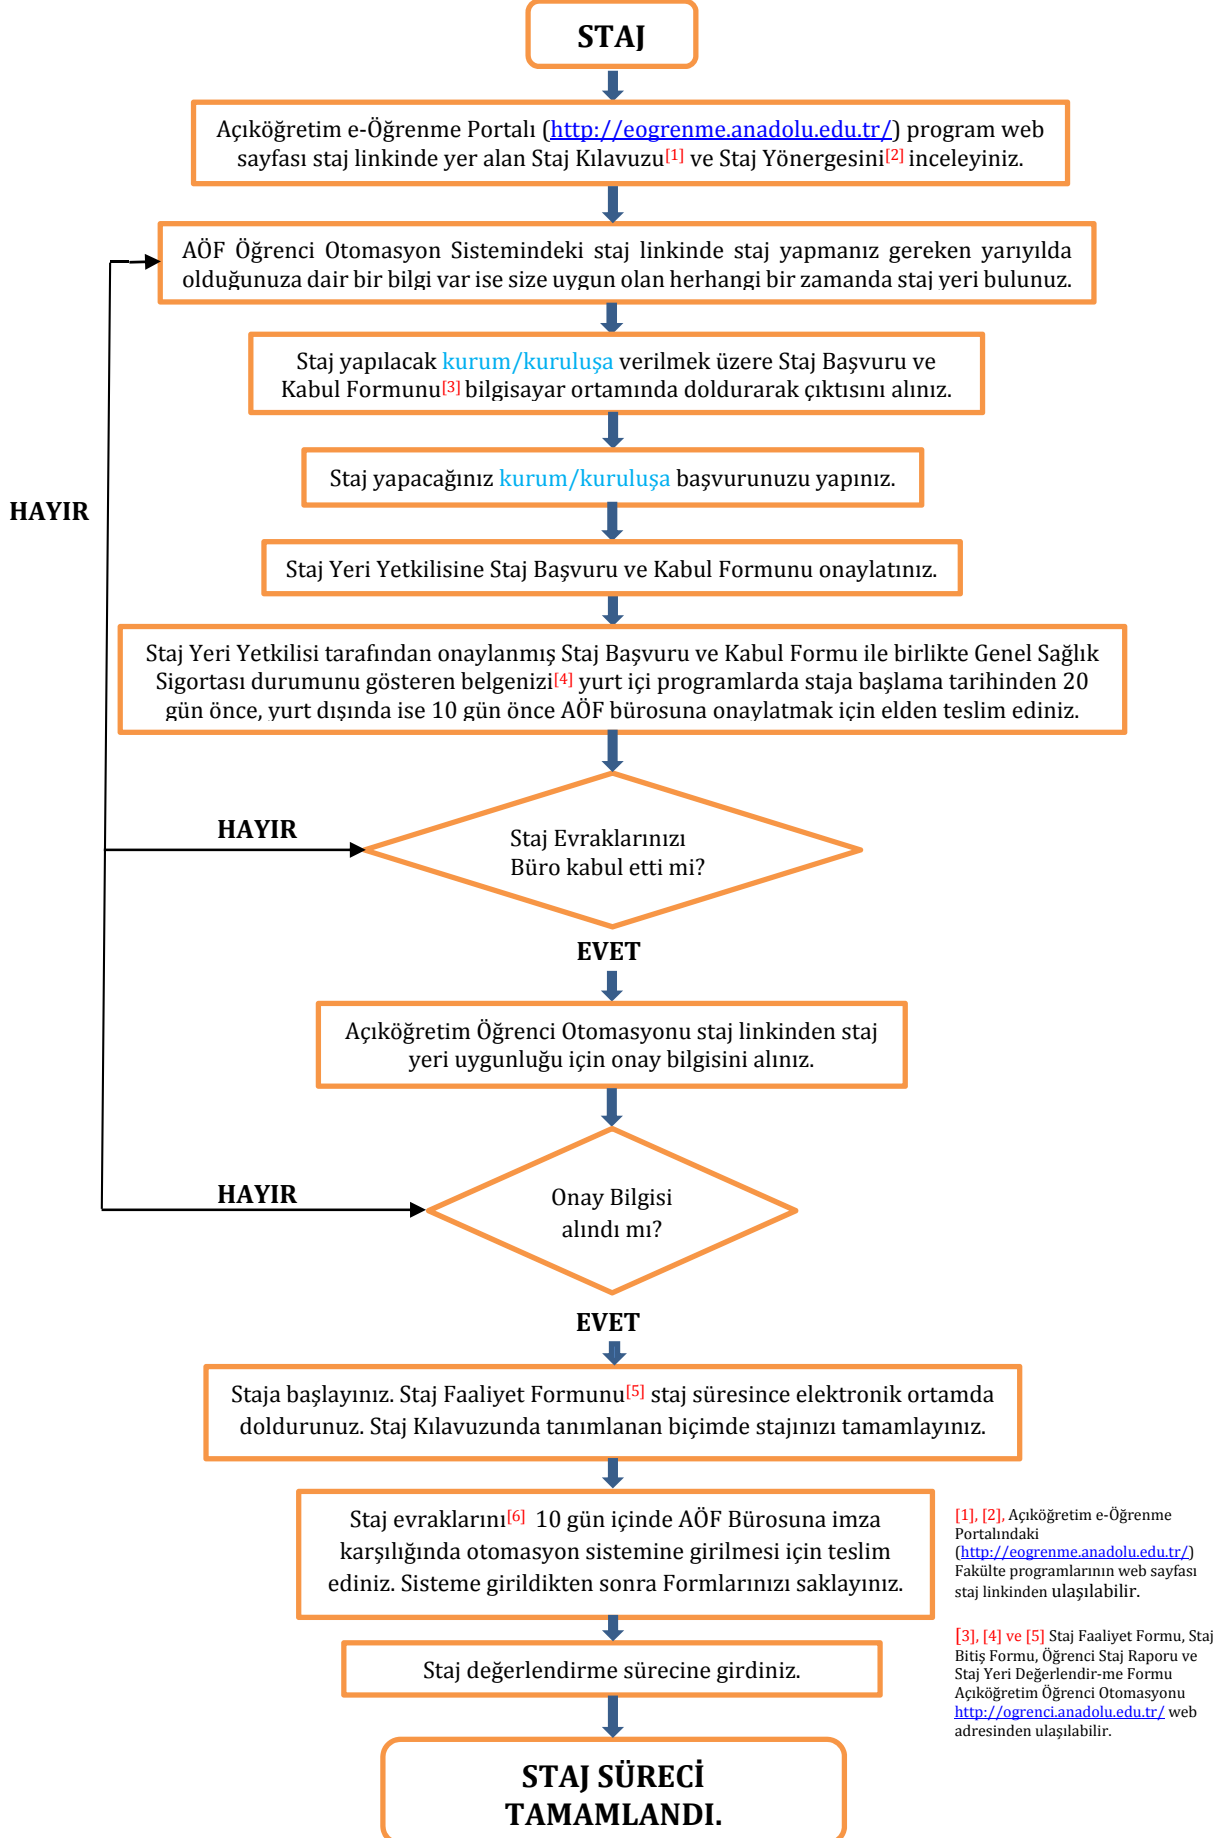 STAJ
Açıköğretim e-Öğrenme Portalı (http://eogrenme.anadolu.edu.tr/) program web
sayfası staj linkinde yer alan Staj Kılavuzu[1] ve Staj Yönergesini[2] inceleyiniz.
AÖF Öğrenci Otomasyon Sistemindeki staj linkinde staj yapmanız gereken yarıyılda
olduğunuza dair bir bilgi var ise size uygun olan herhangi bir zamanda staj yeri bulunuz.
Staj yapılacak kurum/kuruluşa verilmek üzere Staj Başvuru ve
Kabul Formunu[3] bilgisayar ortamında doldurarak çıktısını alınız.
Staj yapacağınız kurum/kuruluşa başvurunuzu yapınız.
HAYIR
Staj Yeri Yetkilisine Staj Başvuru ve Kabul Formunu onaylatınız.
Staj Yeri Yetkilisi tarafından onaylanmış Staj Başvuru ve Kabul Formu ile birlikte Genel Sağlık
Sigortası durumunu gösteren belgenizi[4] yurt içi programlarda staja başlama tarihinden 20
gün önce, yurt dışında ise 10 gün önce AÖF bürosuna onaylatmak için elden teslim ediniz.
HAYIR
Staj Evraklarınızı
Büro kabul etti mi?
EVET
Açıköğretim Öğrenci Otomasyonu staj linkinden staj
yeri uygunluğu için onay bilgisini alınız.
HAYIR
Onay Bilgisi
alındı mı?
EVET
Staja başlayınız. Staj Faaliyet Formunu[5] staj süresince elektronik ortamda
doldurunuz. Staj Kılavuzunda tanımlanan biçimde stajınızı tamamlayınız.
Staj evraklarını[6] 10 gün içinde AÖF Bürosuna imza
karşılığında otomasyon sistemine girilmesi için teslim
ediniz. Sisteme girildikten sonra Formlarınızı saklayınız.
[1], [2], Açıköğretim e-Öğrenme
Portalındaki
(http://eogrenme.anadolu.edu.tr/)
Fakülte programlarının web sayfası
staj linkinden ulaşılabilir.
[3], [4] ve [5] Staj Faaliyet Formu, Staj
Bitiş Formu, Öğrenci Staj Raporu ve
Staj Yeri Değerlendir-me Formu
Açıköğretim Öğrenci Otomasyonu
http://ogrenci.anadolu.edu.tr/ web
adresinden ulaşılabilir.
Staj değerlendirme sürecine girdiniz.
STAJ SÜRECİ
TAMAMLANDI.